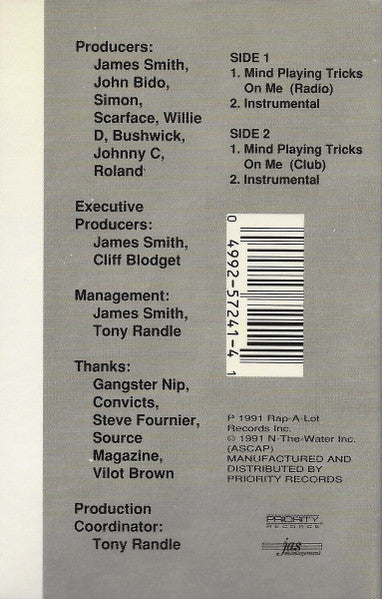 Producers:
James Smith,
John Bido,
Simon,
Scarface, Willie
D, Bushwick,
Johnny C,
Roland
Executive
Producers:
James Smith,
Cliff Blodget
Management:
James Smith,
Tony Randle
Thanks:
Gangster Nip,
Convicts,
Steve Fournier,
Source
Magazine,
Vilot Brown
Production
Coordinator:
Tony Randle
SIDE 1
1. Mind Playing Tricks
On Me (Radio)
2. Instrumental
SIDE 2
1. Mind Playing Tricks
On Me (Club)
2. Instrumental
0 4992-57241-4 1
P 1991 Rap-A-Lot
Records Inc.
© 1991 N-The-Water Inc.
(ASCAP)
MANUFACTURED AND
DISTRIBUTED BY
PRIORITY RECORDS
PRIORITY
RECORDS
jas
management